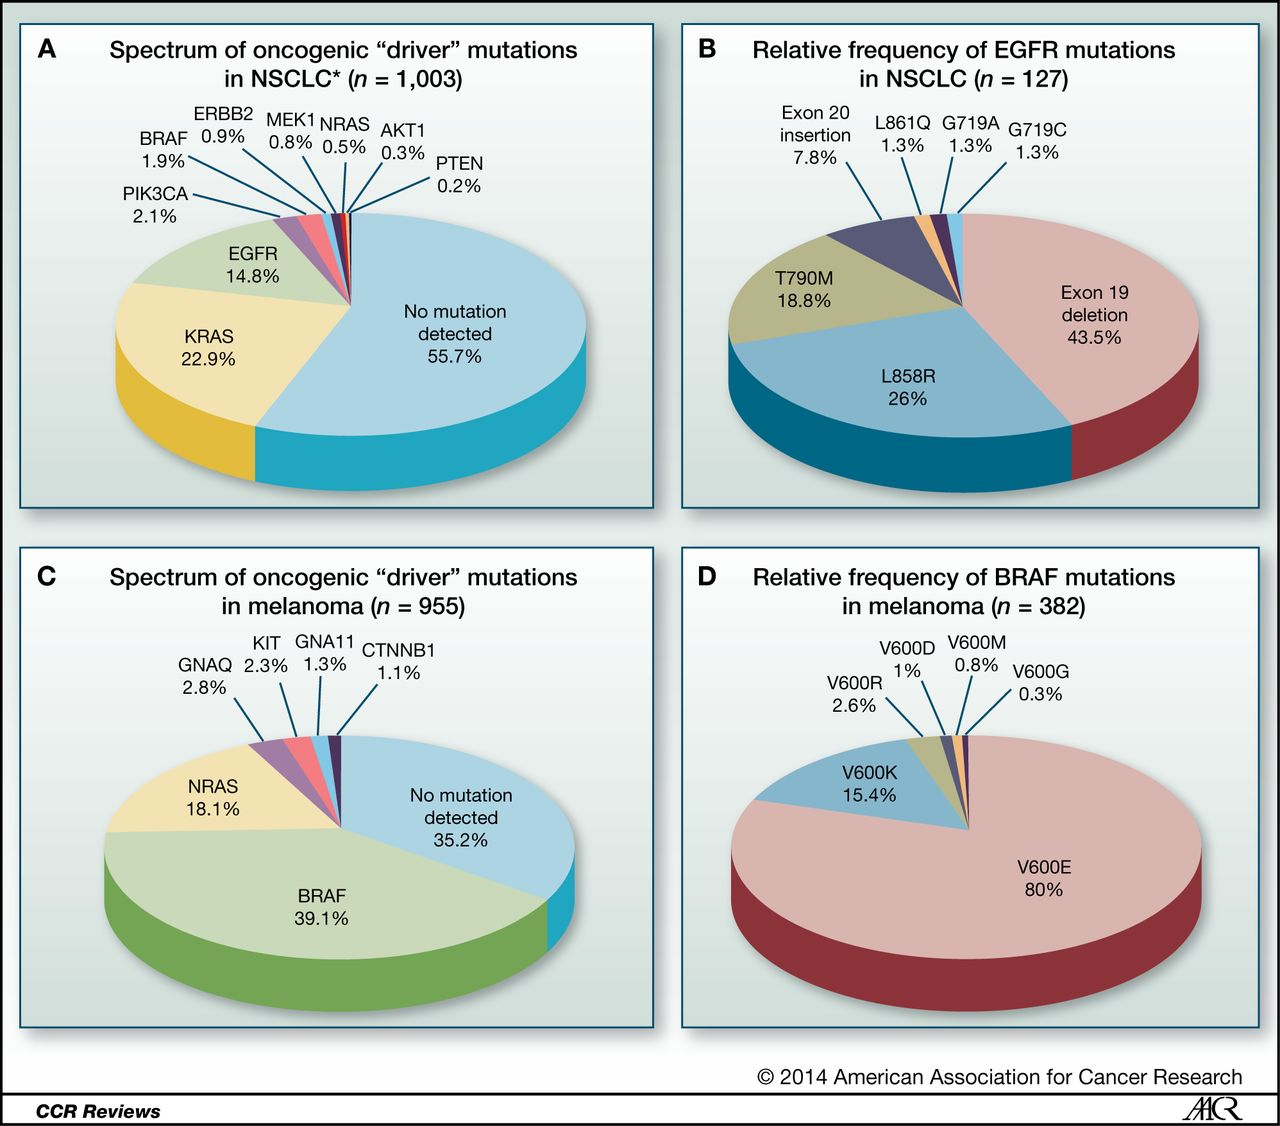 A
Spectrum of oncogenic “driver” mutations
in NSCLC* (n = 1,003)
ERBB2
0.9%
MEK1
0.8%
NRAS
0.5%
AKT1
0.3%
BRAF
1.9%
PTEN
0.2%
PIK3CA
2.1%
EGFR
14.8%
No mutation
detected
55.7%
KRAS
22.9%
B
Relative frequency of EGFR mutations
in NSCLC (n = 127)
Exon 20
insertion
7.8%
L861Q
1.3%
G719A
1.3%
G719C
1.3%
T790M
18.8%
Exon 19
deletion
43.5%
L858R
26%
C
Spectrum of oncogenic “driver” mutations
in melanoma (n = 955)
GNAQ
2.8%
KIT
2.3%
GNA11
1.3%
CTNNB1
1.1%
NRAS
18.1%
No mutation
detected
35.2%
BRAF
39.1%
D
Relative frequency of BRAF mutations
in melanoma (n = 382)
V600R
2.6%
V600D
1%
V600M
0.8%
V600G
0.3%
V600K
15.4%
V600E
80%
© 2014 American Association for Cancer Research
CCR Reviews
AACR